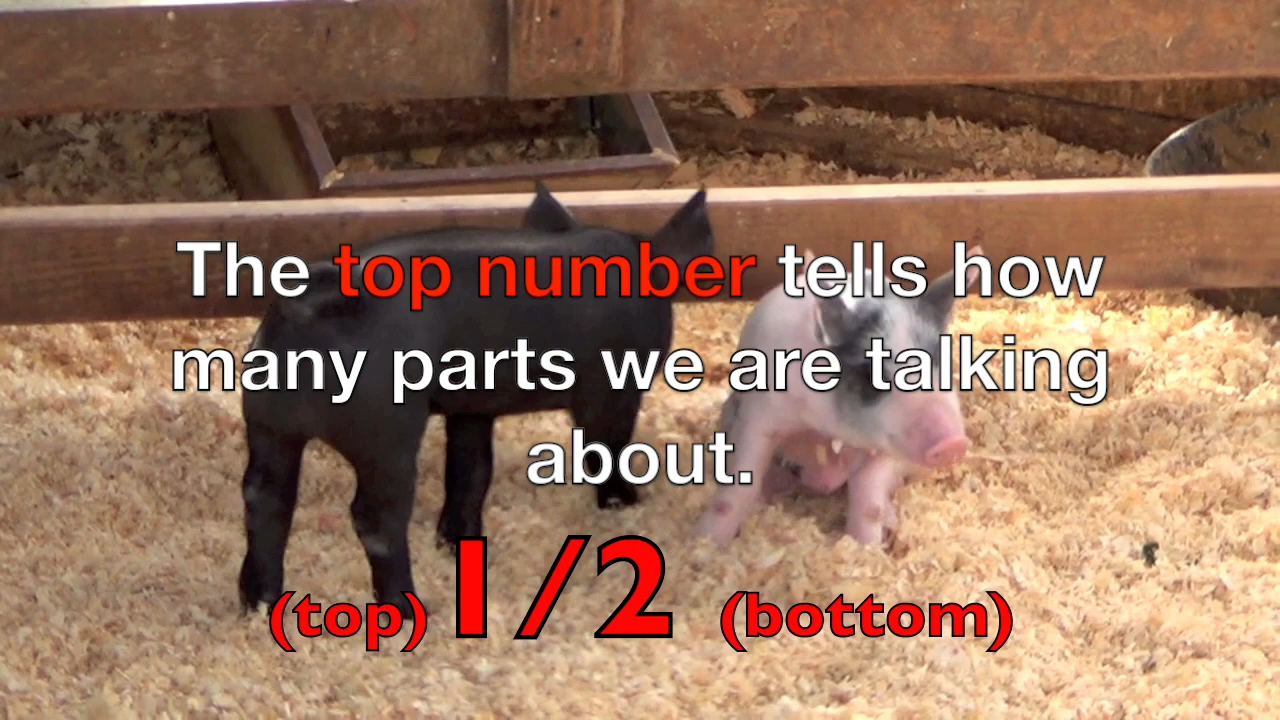 The top number tells how
many parts we are talking
about.
(top) 1/2 (bottom)